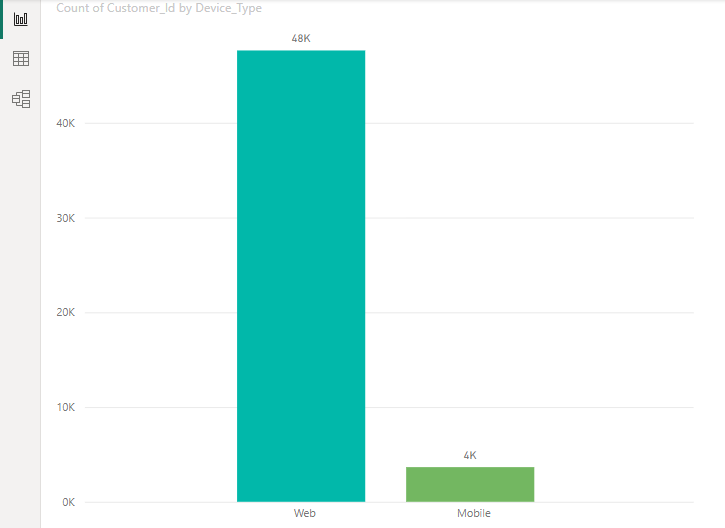 Count of Customer_Id by Device_Type
48K
40K
30K
20K
10K
4K
0K
Web Mobile